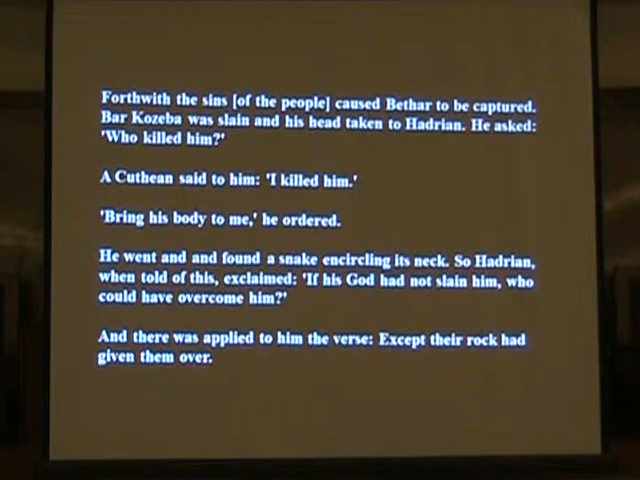 Forthwith the sins [of the people] caused Bethar to be captured.
Bar Kozeba was slain and his head taken to Hadrian. He asked:
'Who killed him?'
A Cuthean said to him: 'I killed him.'
'Bring his body to me,' he ordered.
He went and and found a snake encircling its neck. So Hadrian,
when told of this, exclaimed: 'If his God had not slain him, who
could have overcome him?'
And there was applied to him the verse: Except their rock had
given them over.